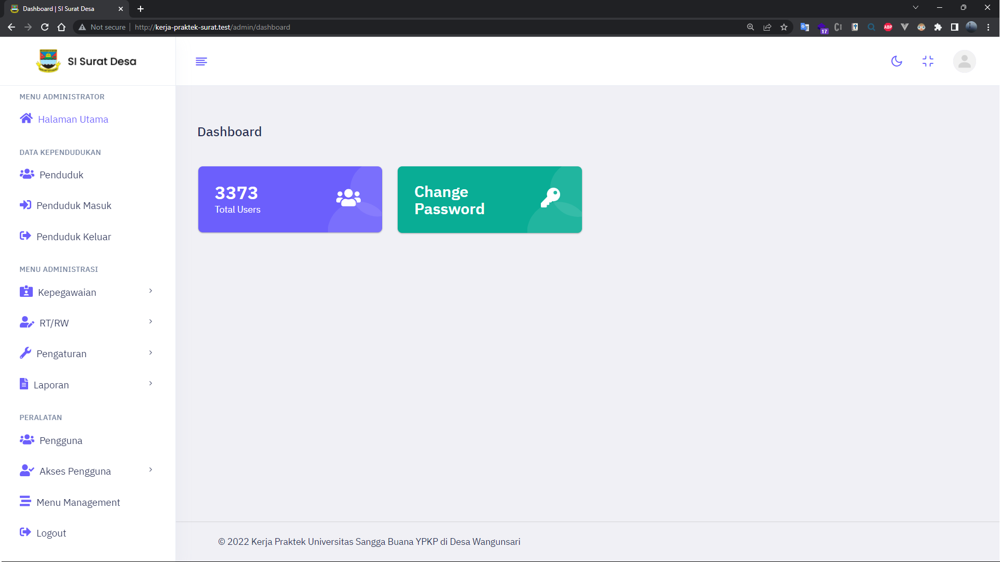 Dashboard | SI Surat Desa
Not secure
http://kerja-praktek-surat.test/admin/dashboard
17
ABP
SI Surat Desa
MENU ADMINISTRATOR
Halaman Utama
DATA KEPENDUDUKAN
Penduduk
Penduduk Masuk
Penduduk Keluar
MENU ADMINISTRASI
Kepegawaian
RT/RW
Pengaturan
Laporan
PERALATAN
Pengguna
Akses Pengguna
Menu Management
Logout
Dashboard
3373
Total Users
Change
Password
© 2022 Kerja Praktek Universitas Sangga Buana YPKP di Desa Wangunsari